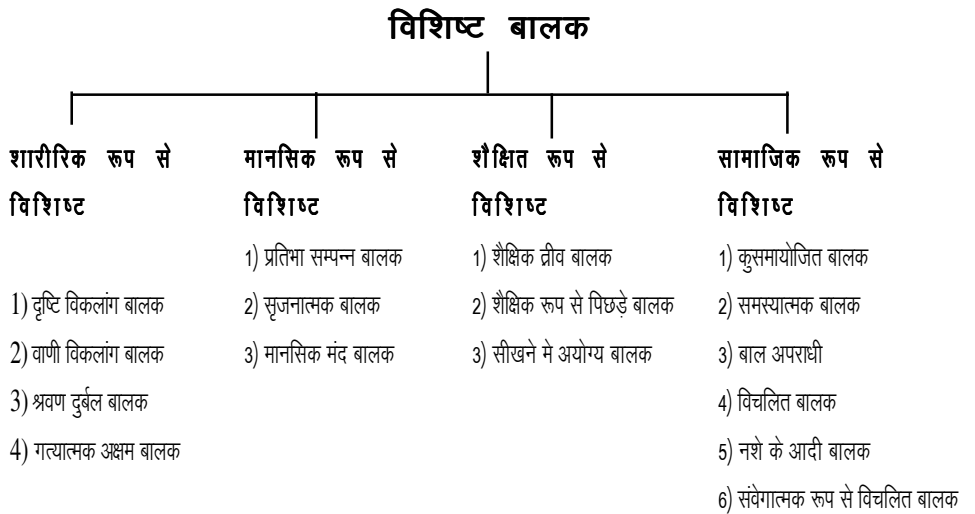 विशिष्ट बालक
शारीरिक रूप से
विशिष्ट
1) दृष्टि विकलांग बालक
2) वाणी विकलांग बालक
3) श्रवण दुर्बल बालक
4) गत्यात्मक अक्षम बालक
मानसिक रूप से
विशिष्ट
1) प्रतिभा सम्पन्न बालक
2) सृजनात्मक बालक
3) मानसिक मंद बालक
शैक्षित रूप से
विशिष्ट
1) शैक्षिक व्रीव बालक
2) शैक्षिक रूप से पिछड़े बालक
3) सीखने मे अयोग्य बालक
सामाजिक रूप से
विशिष्ट
1) कुसमायोजित बालक
2) समस्यात्मक बालक
3) बाल अपराधी
4) विचलित बालक
5) नशे के आदी बालक
6) संवेगात्मक रूप से विचलित बालक